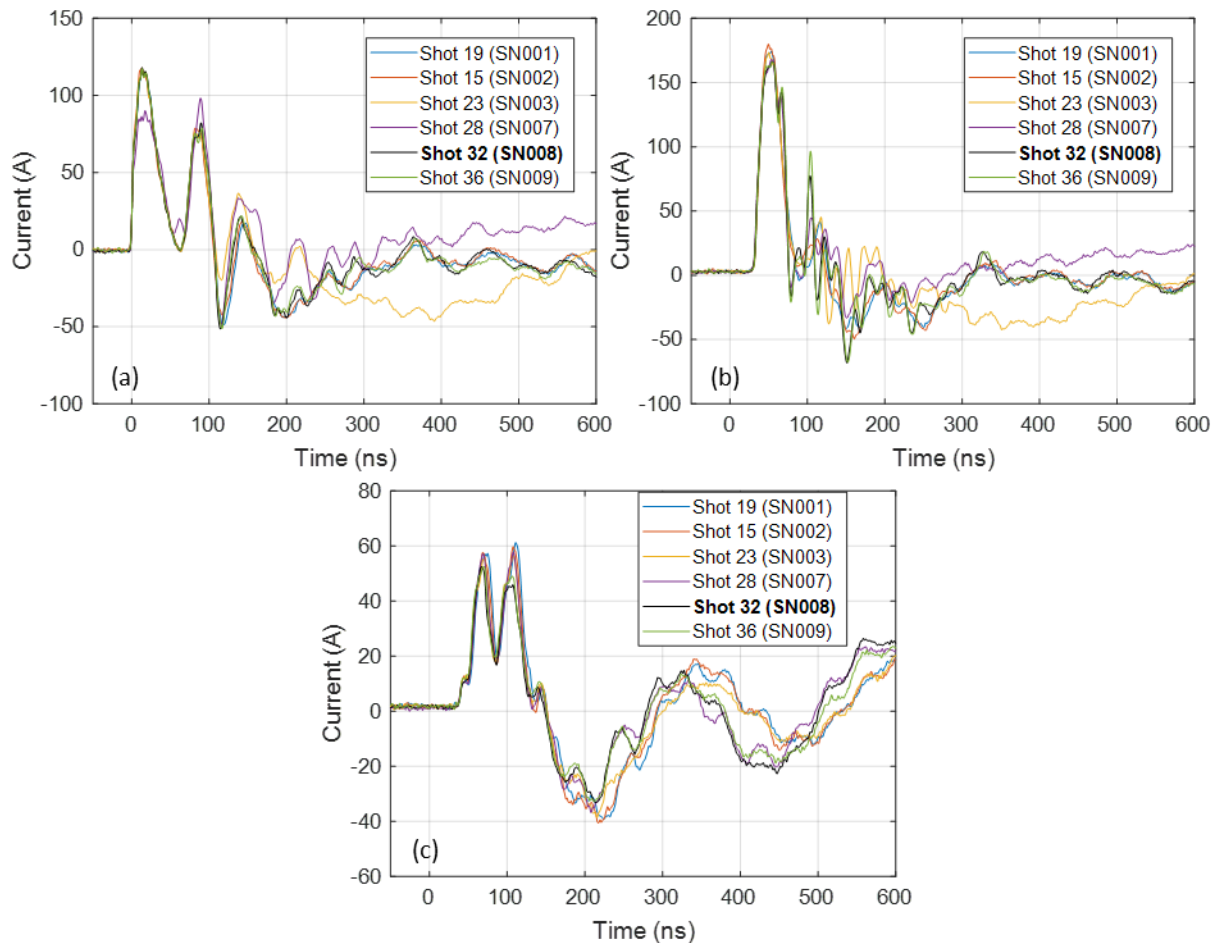 150
100
50
0
-50
-100
Current (A)
0 100 200 300 400 500 600
Time (ns)
Shot 19 (SN001)
Shot 15 (SN002)
Shot 23 (SN003)
Shot 28 (SN007)
Shot 32 (SN008)
Shot 36 (SN009)
(a)
200
150
100
50
0
-50
-100
Current (A)
0 100 200 300 400 500 600
Time (ns)
Shot 19 (SN001)
Shot 15 (SN002)
Shot 23 (SN003)
Shot 28 (SN007)
Shot 32 (SN008)
Shot 36 (SN009)
(b)
80
60
40
20
0
-20
-40
-60
Current (A)
0 100 200 300 400 500 600
Time (ns)
Shot 19 (SN001)
Shot 15 (SN002)
Shot 23 (SN003)
Shot 28 (SN007)
Shot 32 (SN008)
Shot 36 (SN009)
(c)